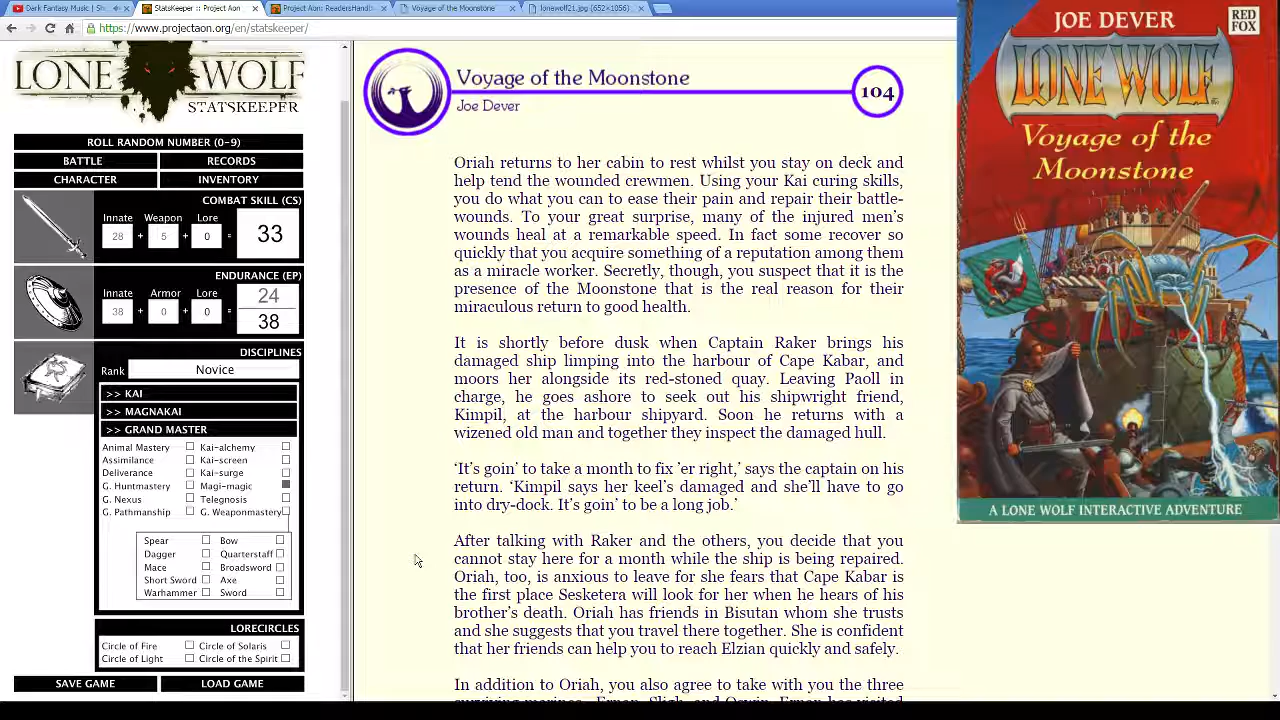 Dark Fantasy Music | Sh
StatsKeeper :: Project Aon
Project Aon: ReadersHandb
Voyage of the Moonstone
lonewolf21.jpg (652×1056)
https://www.projectaon.org/en/statskeeper/
LONE WOLF
STATSKEEPER
ROLL RANDOM NUMBER (0-9)
BATTLE RECORDS
CHARACTER INVENTORY
COMBAT SKILL (CS)
Innate Weapon Lore
28 + 5 + 0 = 33
ENDURANCE (EP)
Innate Armor Lore
24
38 + 0 + 0 =
38
DISCIPLINES
Rank Novice
>> KAI
>> MAGNAKAI
>> GRAND MASTER
Animal Mastery Kai-alchemy
Assimilance Kai-screen
Deliverance Kai-surge
G. Huntmastery Magi-magic
G. Nexus Telegnosis
G. Pathmanship G. Weaponmastery
Spear Bow
Dagger Quarterstaff
Mace Broadsword
Short Sword Axe
Warhammer Sword
LORECIRCLES
Circle of Fire Circle of Solaris
Circle of Light Circle of the Spirit
SAVE GAME LOAD GAME
Voyage of the Moonstone
Joe Dever
104
Oriah returns to her cabin to rest whilst you stay on deck and
help tend the wounded crewmen. Using your Kai curing skills,
you do what you can to ease their pain and repair their battle-
wounds. To your great surprise, many of the injured men's
wounds heal at a remarkable speed. In fact some recover so
quickly that you acquire something of a reputation among them
as a miracle worker. Secretly, though, you suspect that it is the
presence of the Moonstone that is the real reason for their
miraculous return to good health.
It is shortly before dusk when Captain Raker brings his
damaged ship limping into the harbour of Cape Kabar, and
moors her alongside its red-stoned quay. Leaving Paoll in
charge, he goes ashore to seek out his shipwright friend,
Kimpil, at the harbour shipyard. Soon he returns with a
wizened old man and together they inspect the damaged hull.
‘It's goin' to take a month to fix 'er right,' says the captain on his
return. ‘Kimpil says her keel's damaged and she'll have to go
into dry-dock. It's goin' to be a long job.'
After talking with Raker and the others, you decide that you
cannot stay here for a month while the ship is being repaired.
Oriah, too, is anxious to leave for she fears that Cape Kabar is
the first place Sesketera will look for her when he hears of his
brother's death. Oriah has friends in Bisutan whom she trusts
and she suggests that you travel there together. She is confident
that her friends can help you to reach Elzian quickly and safely.
In addition to Oriah, you also agree to take with you the three
JOE DEVER
RED
FOX
LONE WOLF
Voyage of the
Moonstone
A LONE WOLF INTERACTIVE ADVENTURE